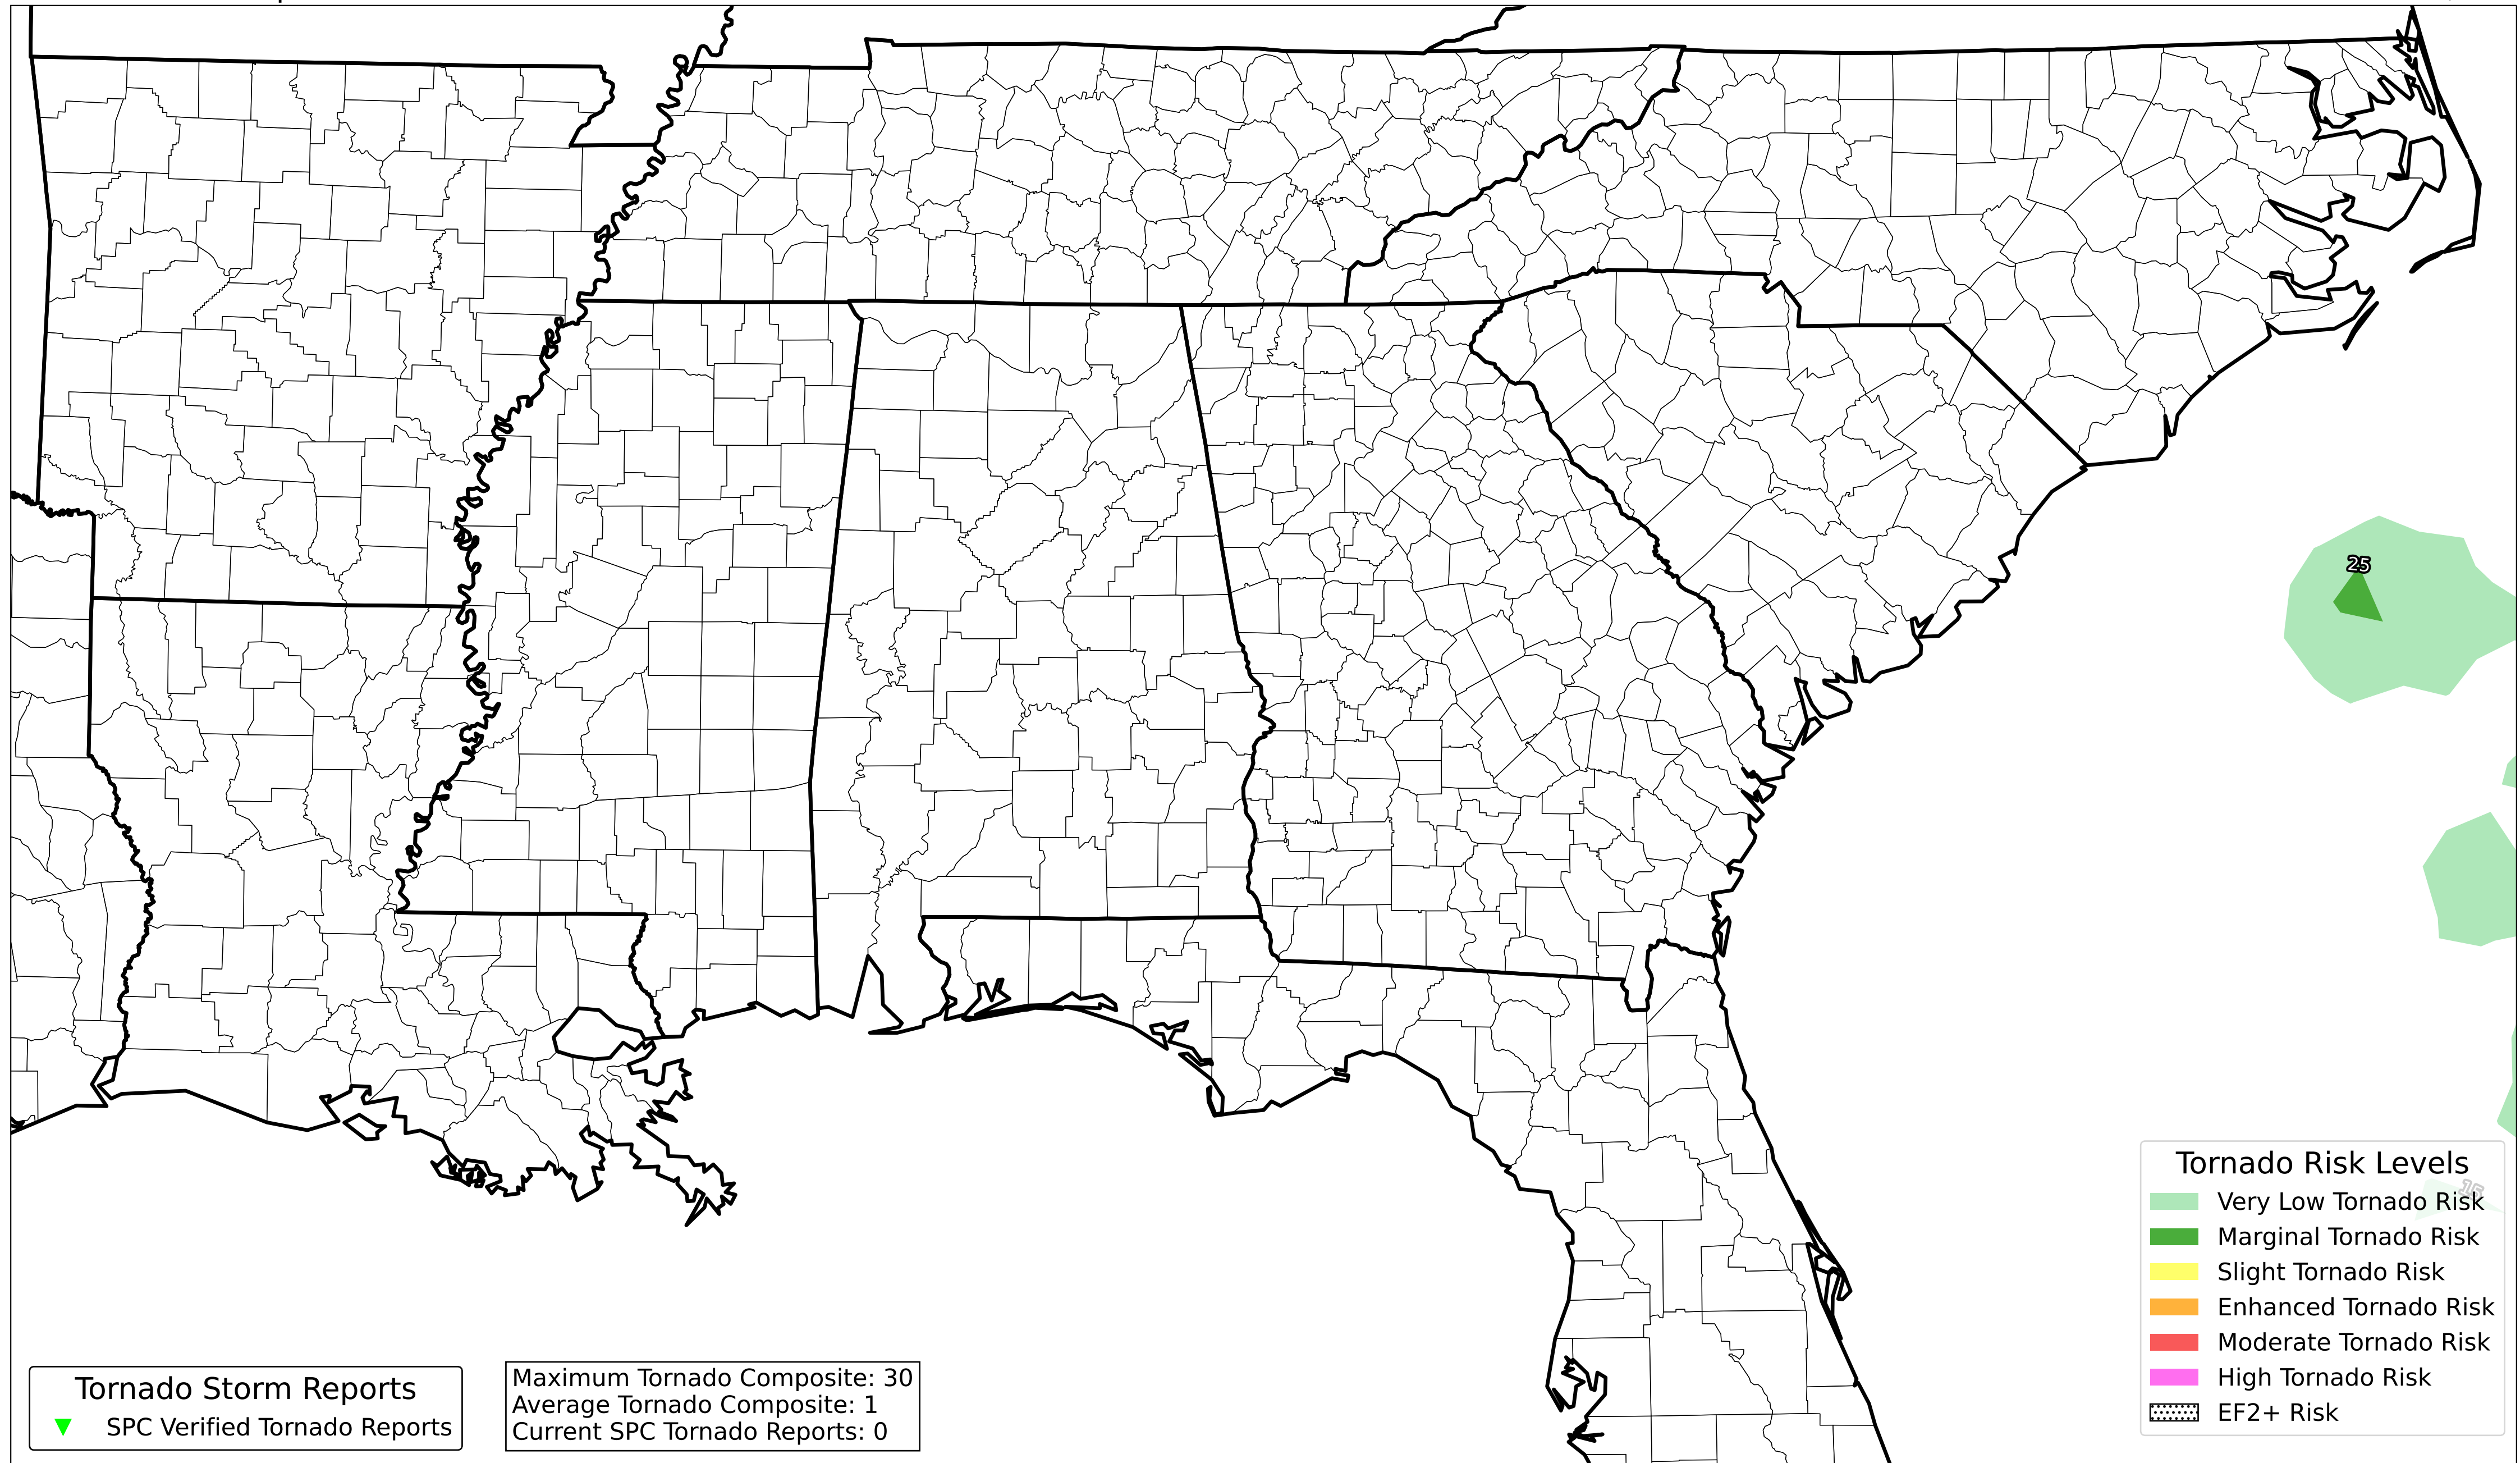 25
15
Tornado Risk Levels
Very Low Tornado Risk
Marginal Tornado Risk
Slight Tornado Risk
Enhanced Tornado Risk
Moderate Tornado Risk
High Tornado Risk
EF2+ Risk
Tornado Storm Reports
SPC Verified Tornado Reports
Maximum Tornado Composite: 30
Average Tornado Composite: 1
Current SPC Tornado Reports: 0